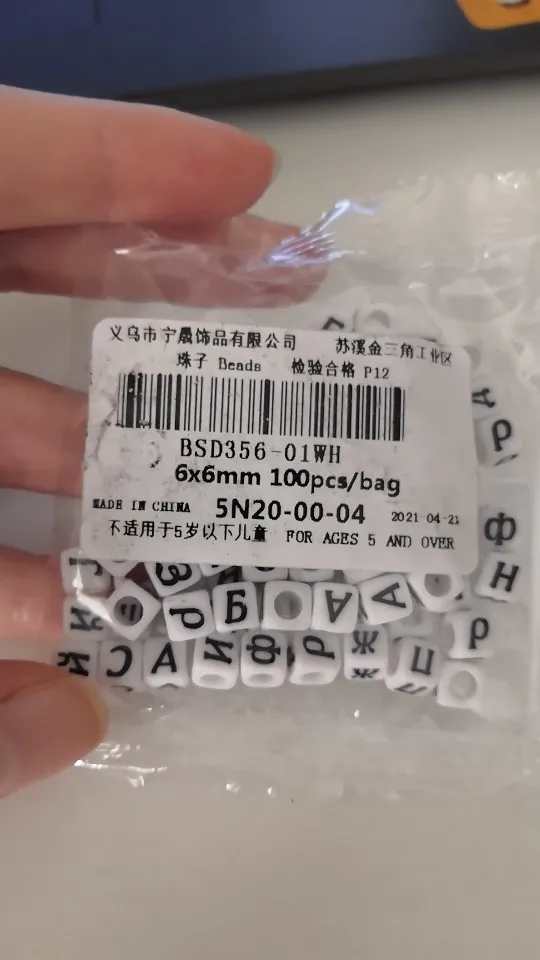 义乌市宁晟饰品有限公司 苏溪金三角工业区
珠子 Beads 检验合格 P12
BSD356-01WH
6x6mm 100pcs/bag
MADE IN CHINA 5N20-00-04 2021-04-21
不适用于5岁以下儿童 FOR AGES 5 AND OVER
Р
Ф
Н
З
Р Б А А
Р
И С А И Ф Р Ж П